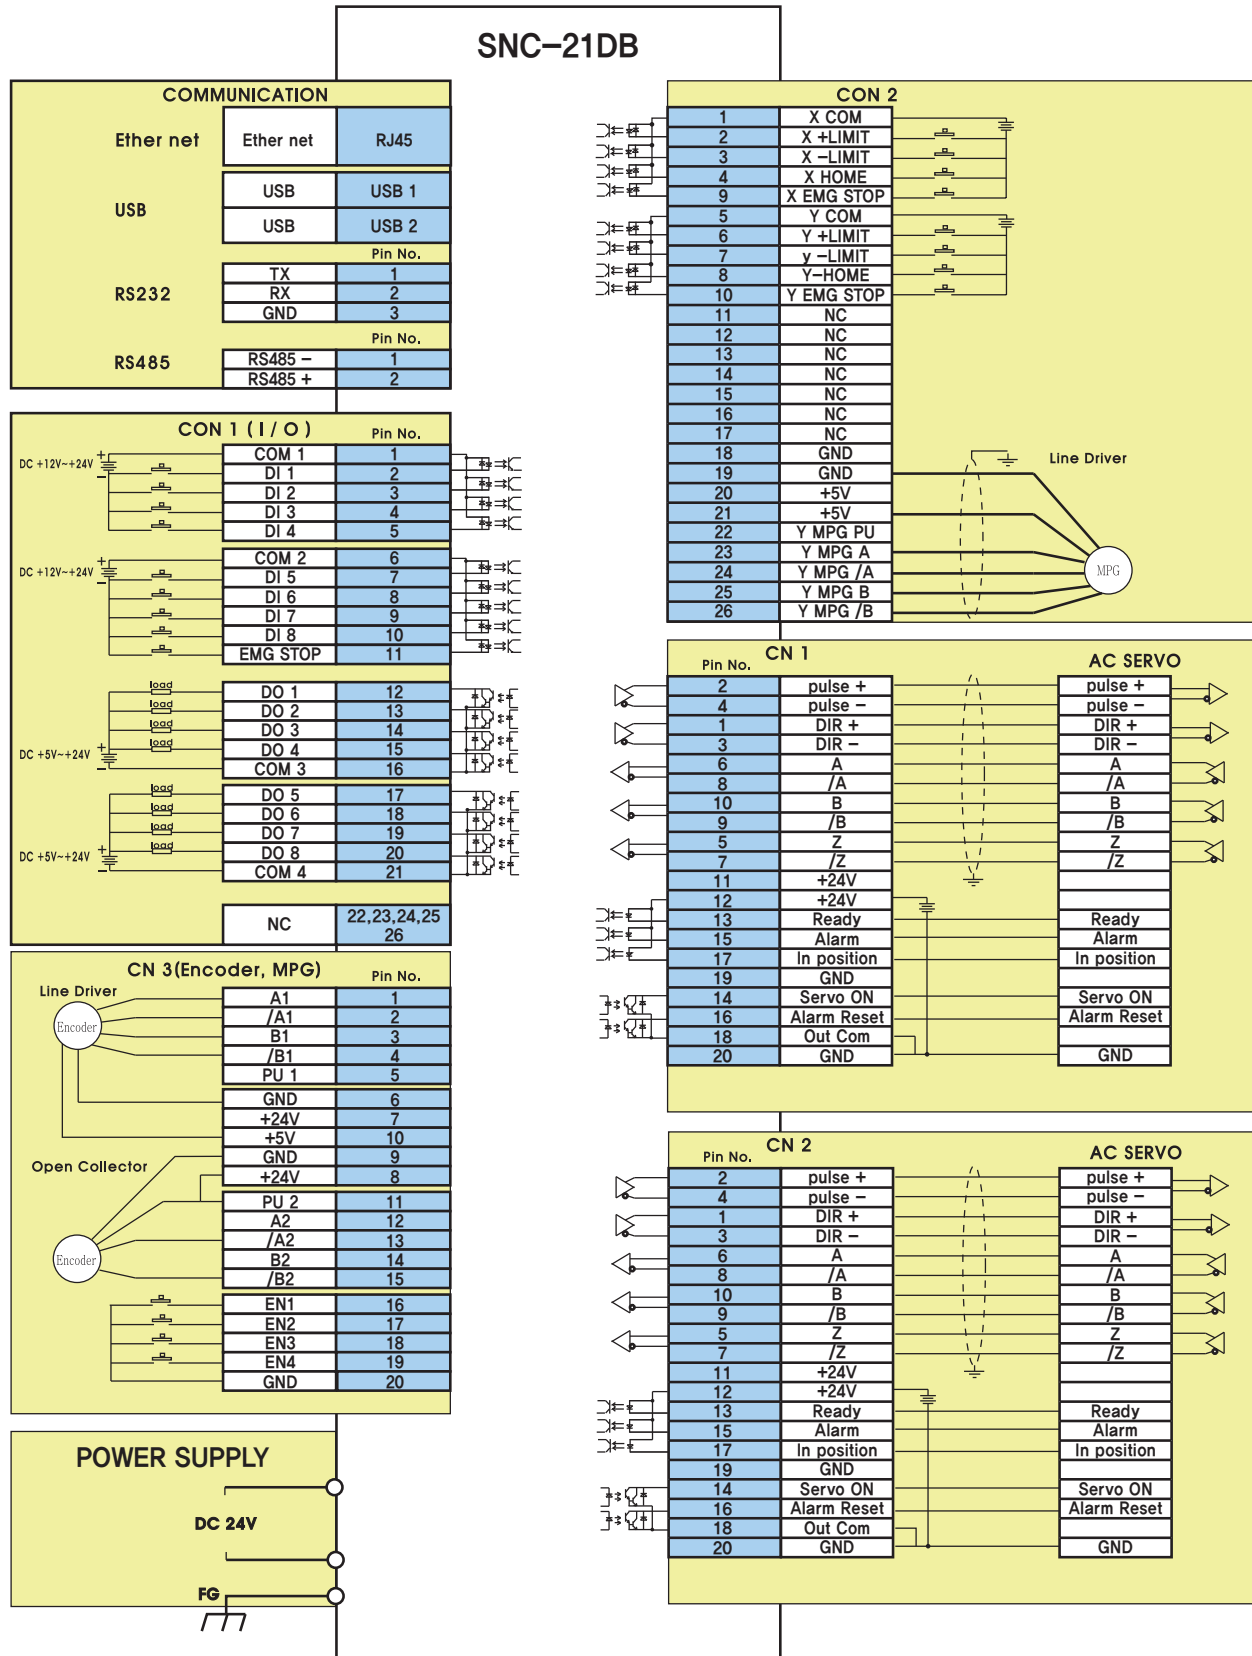 SNC-21DB
COMMUNICATION
Ether net Ether net RJ45
USB
USB USB 1
USB USB 2
Pin No.
RS232
TX 1
RX 2
GND 3
Pin No.
RS485
RS485 - 1
RS485 + 2
CON 1 ( I / O ) Pin No.
DC +12V~+24V + -
COM 1 1
DI 1 2
DI 2 3
DI 3 4
DI 4 5
DC +12V~+24V + -
COM 2 6
DI 5 7
DI 6 8
DI 7 9
DI 8 10
EMG STOP 11
load DO 1 12
load DO 2 13
load DO 3 14
load DO 4 15
DC +5V~+24V + -
COM 3 16
load DO 5 17
load DO 6 18
load DO 7 19
load DO 8 20
DC +5V~+24V + -
COM 4 21
NC 22,23,24,25
26
CN 3(Encoder, MPG) Pin No.
Line Driver
Encoder
A1 1
/A1 2
B1 3
/B1 4
PU 1 5
GND 6
+24V 7
+5V 10
GND 9
Open Collector
+24V 8
PU 2 11
A2 12
/A2 13
Encoder
B2 14
/B2 15
EN1 16
EN2 17
EN3 18
EN4 19
GND 20
POWER SUPPLY
DC 24V
FG
CON 2
1 X COM
2 X +LIMIT
3 X -LIMIT
4 X HOME
9 X EMG STOP
5 Y COM
6 Y +LIMIT
7 y -LIMIT
8 Y-HOME
10 Y EMG STOP
11 NC
12 NC
13 NC
14 NC
15 NC
16 NC
17 NC
18 GND
Line Driver
19 GND
20 +5V
21 +5V
22 Y MPG PU
23 Y MPG A
24 Y MPG /A
MPG
25 Y MPG B
26 Y MPG /B
CN 1
Pin No. AC SERVO
2 pulse + pulse +
4 pulse - pulse -
1 DIR + DIR +
3 DIR - DIR -
6 A A
8 /A /A
10 B B
9 /B /B
5 Z Z
7 /Z /Z
11 +24V
12 +24V
13 Ready Ready
15 Alarm Alarm
17 In position In position
19 GND
14 Servo ON Servo ON
16 Alarm Reset Alarm Reset
18 Out Com
20 GND GND
CN 2
Pin No. AC SERVO
2 pulse + pulse +
4 pulse - pulse -
1 DIR + DIR +
3 DIR - DIR -
6 A A
8 /A /A
10 B B
9 /B /B
5 Z Z
7 /Z /Z
11 +24V
12 +24V
13 Ready Ready
15 Alarm Alarm
17 In position In position
19 GND
14 Servo ON Servo ON
16 Alarm Reset Alarm Reset
18 Out Com
20 GND GND